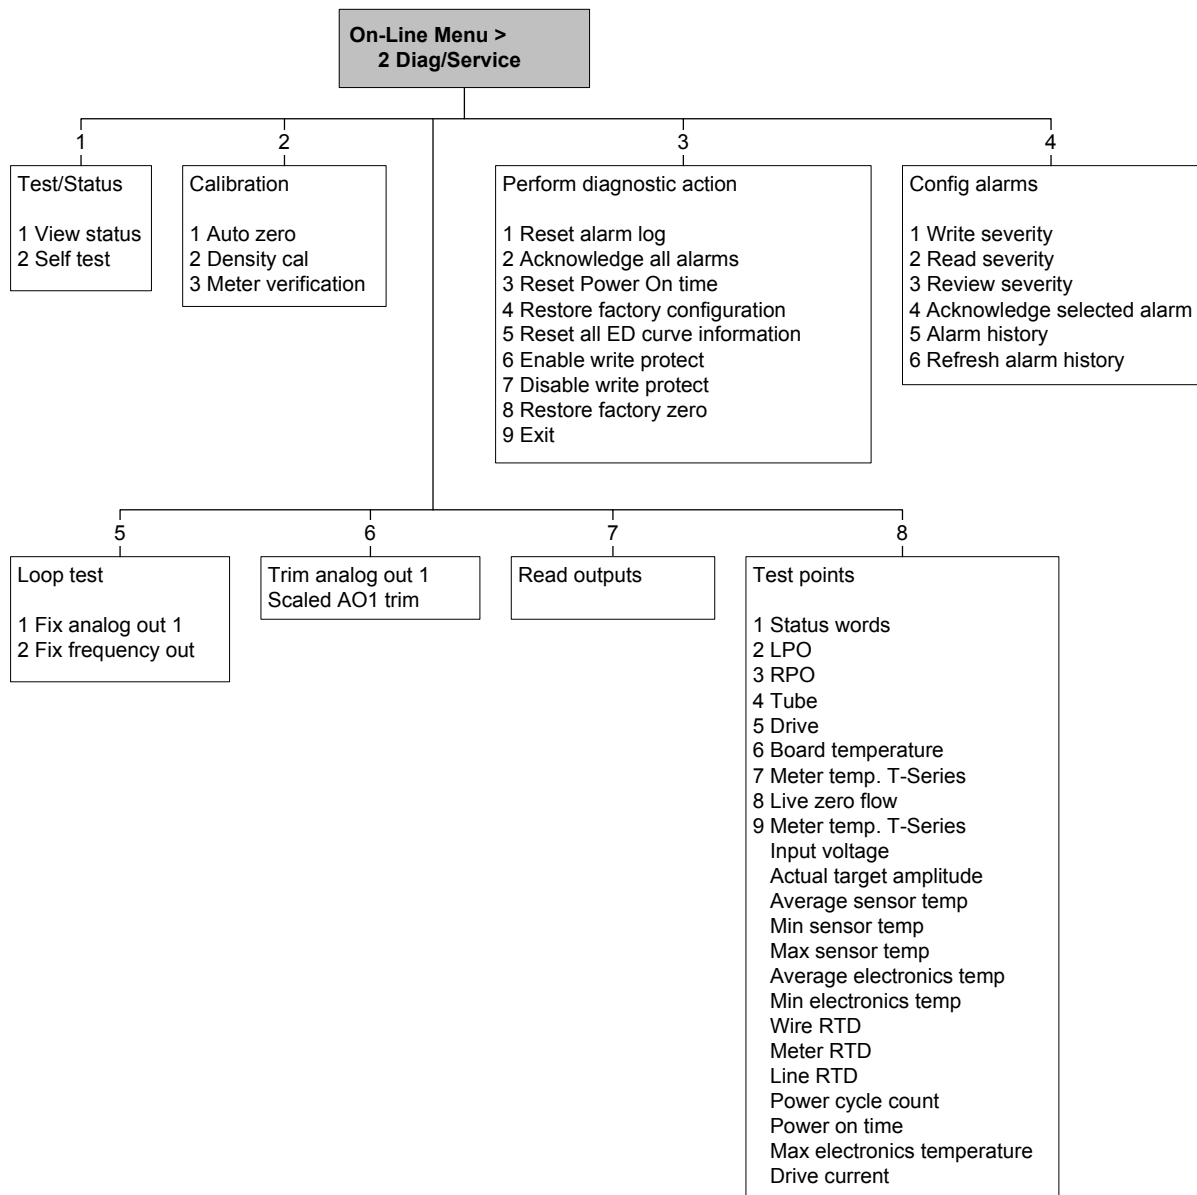 On-Line Menu >
2 Diag/Service
1
Test/Status
1 View status
2 Self test
2
Calibration
1 Auto zero
2 Density cal
3 Meter verification
3
Perform diagnostic action
1 Reset alarm log
2 Acknowledge all alarms
3 Reset Power On time
4 Restore factory configuration
5 Reset all ED curve information
6 Enable write protect
7 Disable write protect
8 Restore factory zero
9 Exit
4
Config alarms
1 Write severity
2 Read severity
3 Review severity
4 Acknowledge selected alarm
5 Alarm history
6 Refresh alarm history
5
Loop test
1 Fix analog out 1
2 Fix frequency out
6
Trim analog out 1
Scaled AO1 trim
7
Read outputs
8
Test points
1 Status words
2 LPO
3 RPO
4 Tube
5 Drive
6 Board temperature
7 Meter temp. T-Series
8 Live zero flow
9 Meter temp. T-Series
Input voltage
Actual target amplitude
Average sensor temp
Min sensor temp
Max sensor temp
Average electronics temp
Min electronics temp
Wire RTD
Meter RTD
Line RTD
Power cycle count
Power on time
Max electronics temperature
Drive current